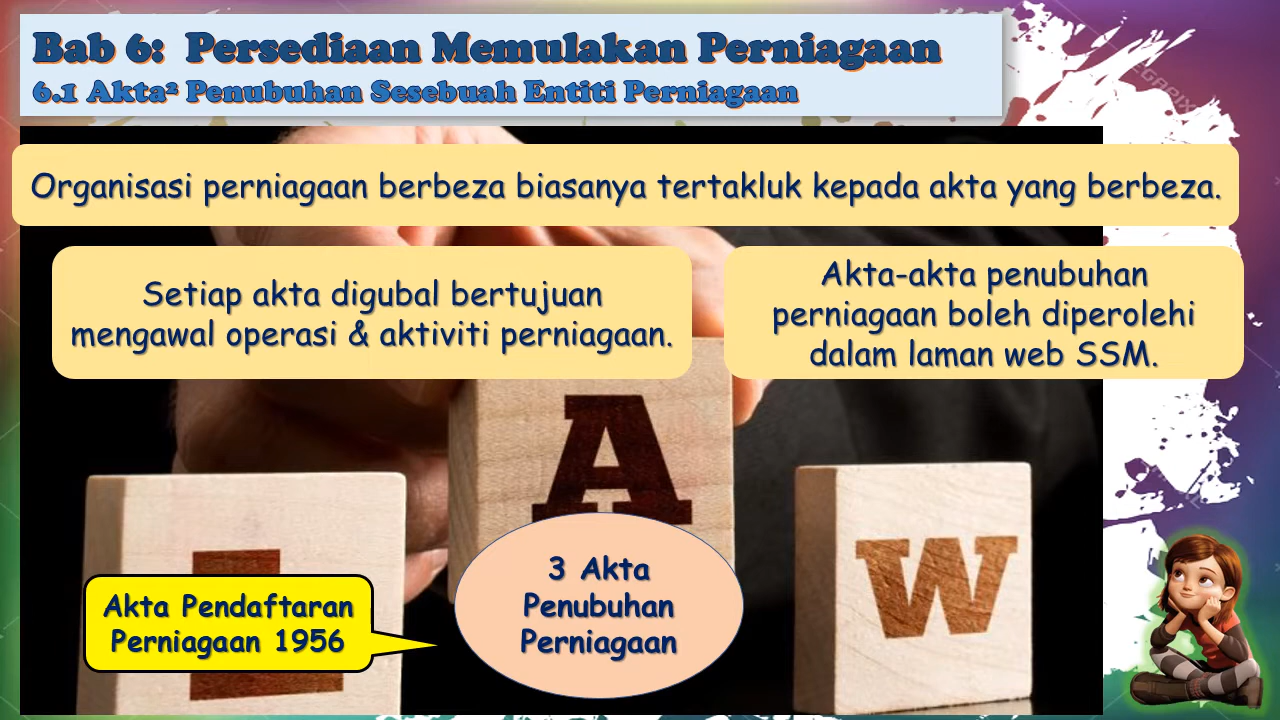 Bab 6: Persediaan Memulakan Perniagaan
6.1 Akta² Penubuhan Sesebuah Entiti Perniagaan
Organisasi perniagaan berbeza biasanya tertakluk kepada akta yang berbeza.
Setiap akta digubal bertujuan
mengawal operasi & aktiviti perniagaan.
Akta-akta penubuhan
perniagaan boleh diperolehi
dalam laman web SSM.
A
W
3 Akta
Penubuhan
Perniagaan
Akta Pendaftaran
Perniagaan 1956